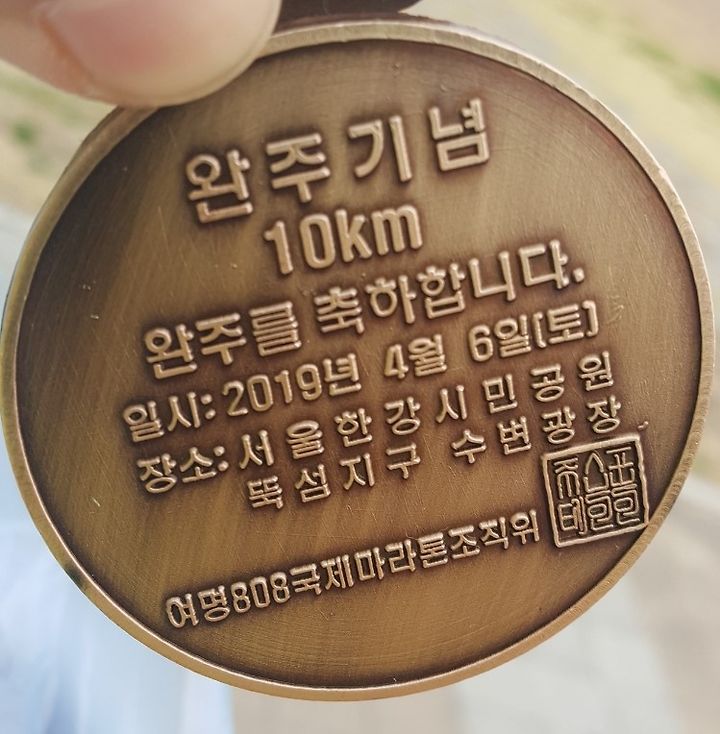 완주기념
10km
완주를 축하합니다.
일시: 2019년 4월 6일(토)
장소: 서울한강시민공원
뚝섬지구 수변광장
여명808국제마라톤조직위